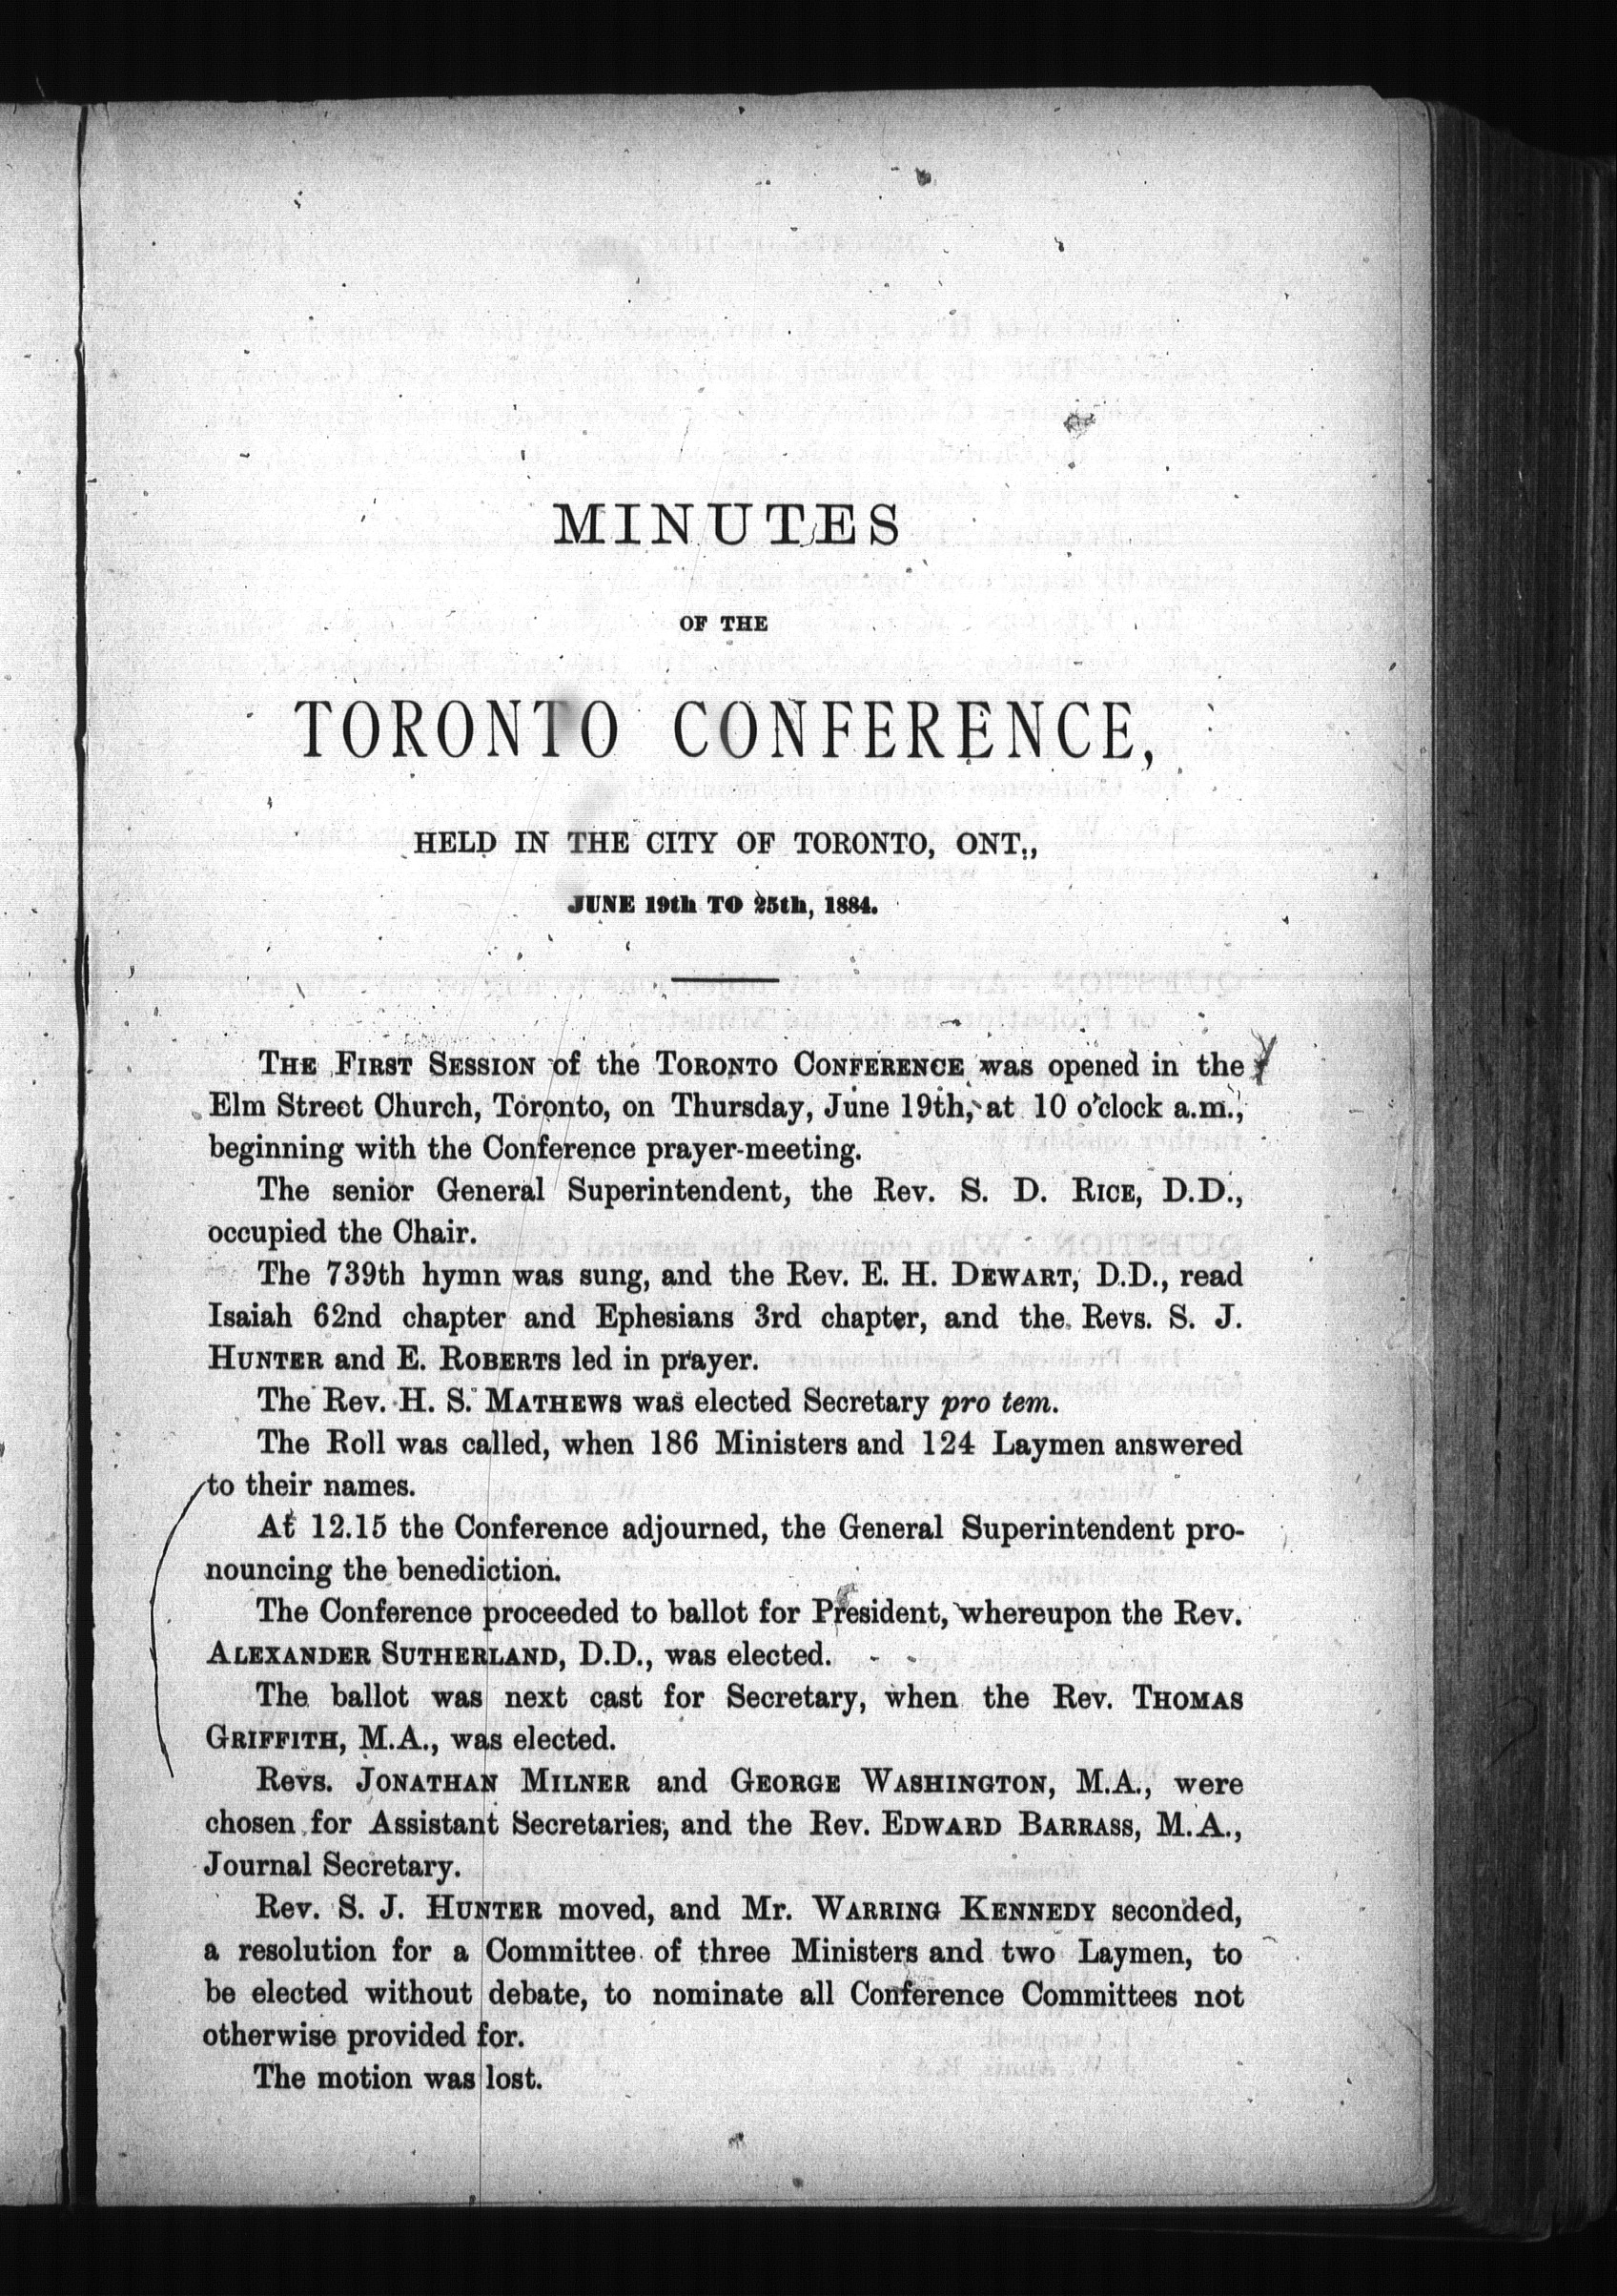 MINUTES
OF THE
TORONTO CONFERENCE,
HELD IN THE CITY OF TORONTO, ONT.,
JUNE 19th TO 25th, 1884.
THE FIRST SESSION of the TORONTO CONFERENCE was opened in the
Elm Street Church, Toronto, on Thursday, June 19th, at 10 o'clock a.m.,
beginning with the Conference prayer-meeting.
The senior General Superintendent, the Rev. S. D. RICE, D.D.,
occupied the Chair.
The 739th hymn was sung, and the Rev. E. H. DEWART, D.D., read
Isaiah 62nd chapter and Ephesians 3rd chapter, and the Revs. S. J.
HUNTER and E. ROBERTS led in prayer.
The Rev. H. S. MATHEWS was elected Secretary pro tem.
The Roll was called, when 186 Ministers and 124 Laymen answered
to their names.
At 12.15 the Conference adjourned, the General Superintendent pro-
nouncing the benediction.
The Conference proceeded to ballot for President, whereupon the Rev.
ALEXANDER SUTHERLAND, D.D., was elected.
The ballot was next cast for Secretary, when the Rev. THOMAS
GRIFFITH, M.A., was elected.
Revs. JONATHAN MILNER and GEORGE WASHINGTON, M.A., were
chosen for Assistant Secretaries, and the Rev. EDWARD BARRASS, M.A.,
Journal Secretary.
Rev. S. J. HUNTER moved, and Mr. WARRING KENNEDY seconded,
a resolution for a Committee of three Ministers and two Laymen, to
be elected without debate, to nominate all Conference Committees not
otherwise provided for.
The motion was lost.